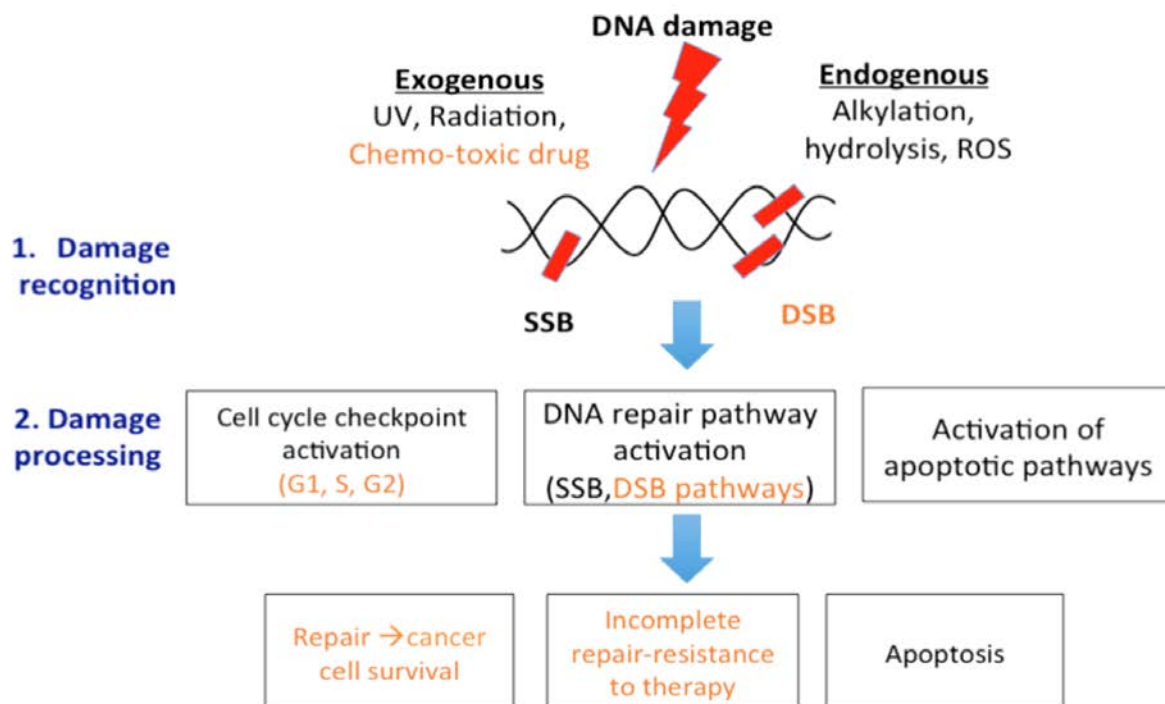 DNA damage
Exogenous
UV, Radiation,
Chemo-toxic drug
Endogenous
Alkylation,
hydrolysis, ROS
1. Damage
recognition
SSB
DSB
2. Damage
processing
Cell cycle checkpoint
activation
(G1, S, G2)
DNA repair pathway
activation
(SSB,DSB pathways)
Activation of
apoptotic pathways
Repair →cancer
cell survival
Incomplete
repair-resistance
to therapy
Apoptosis